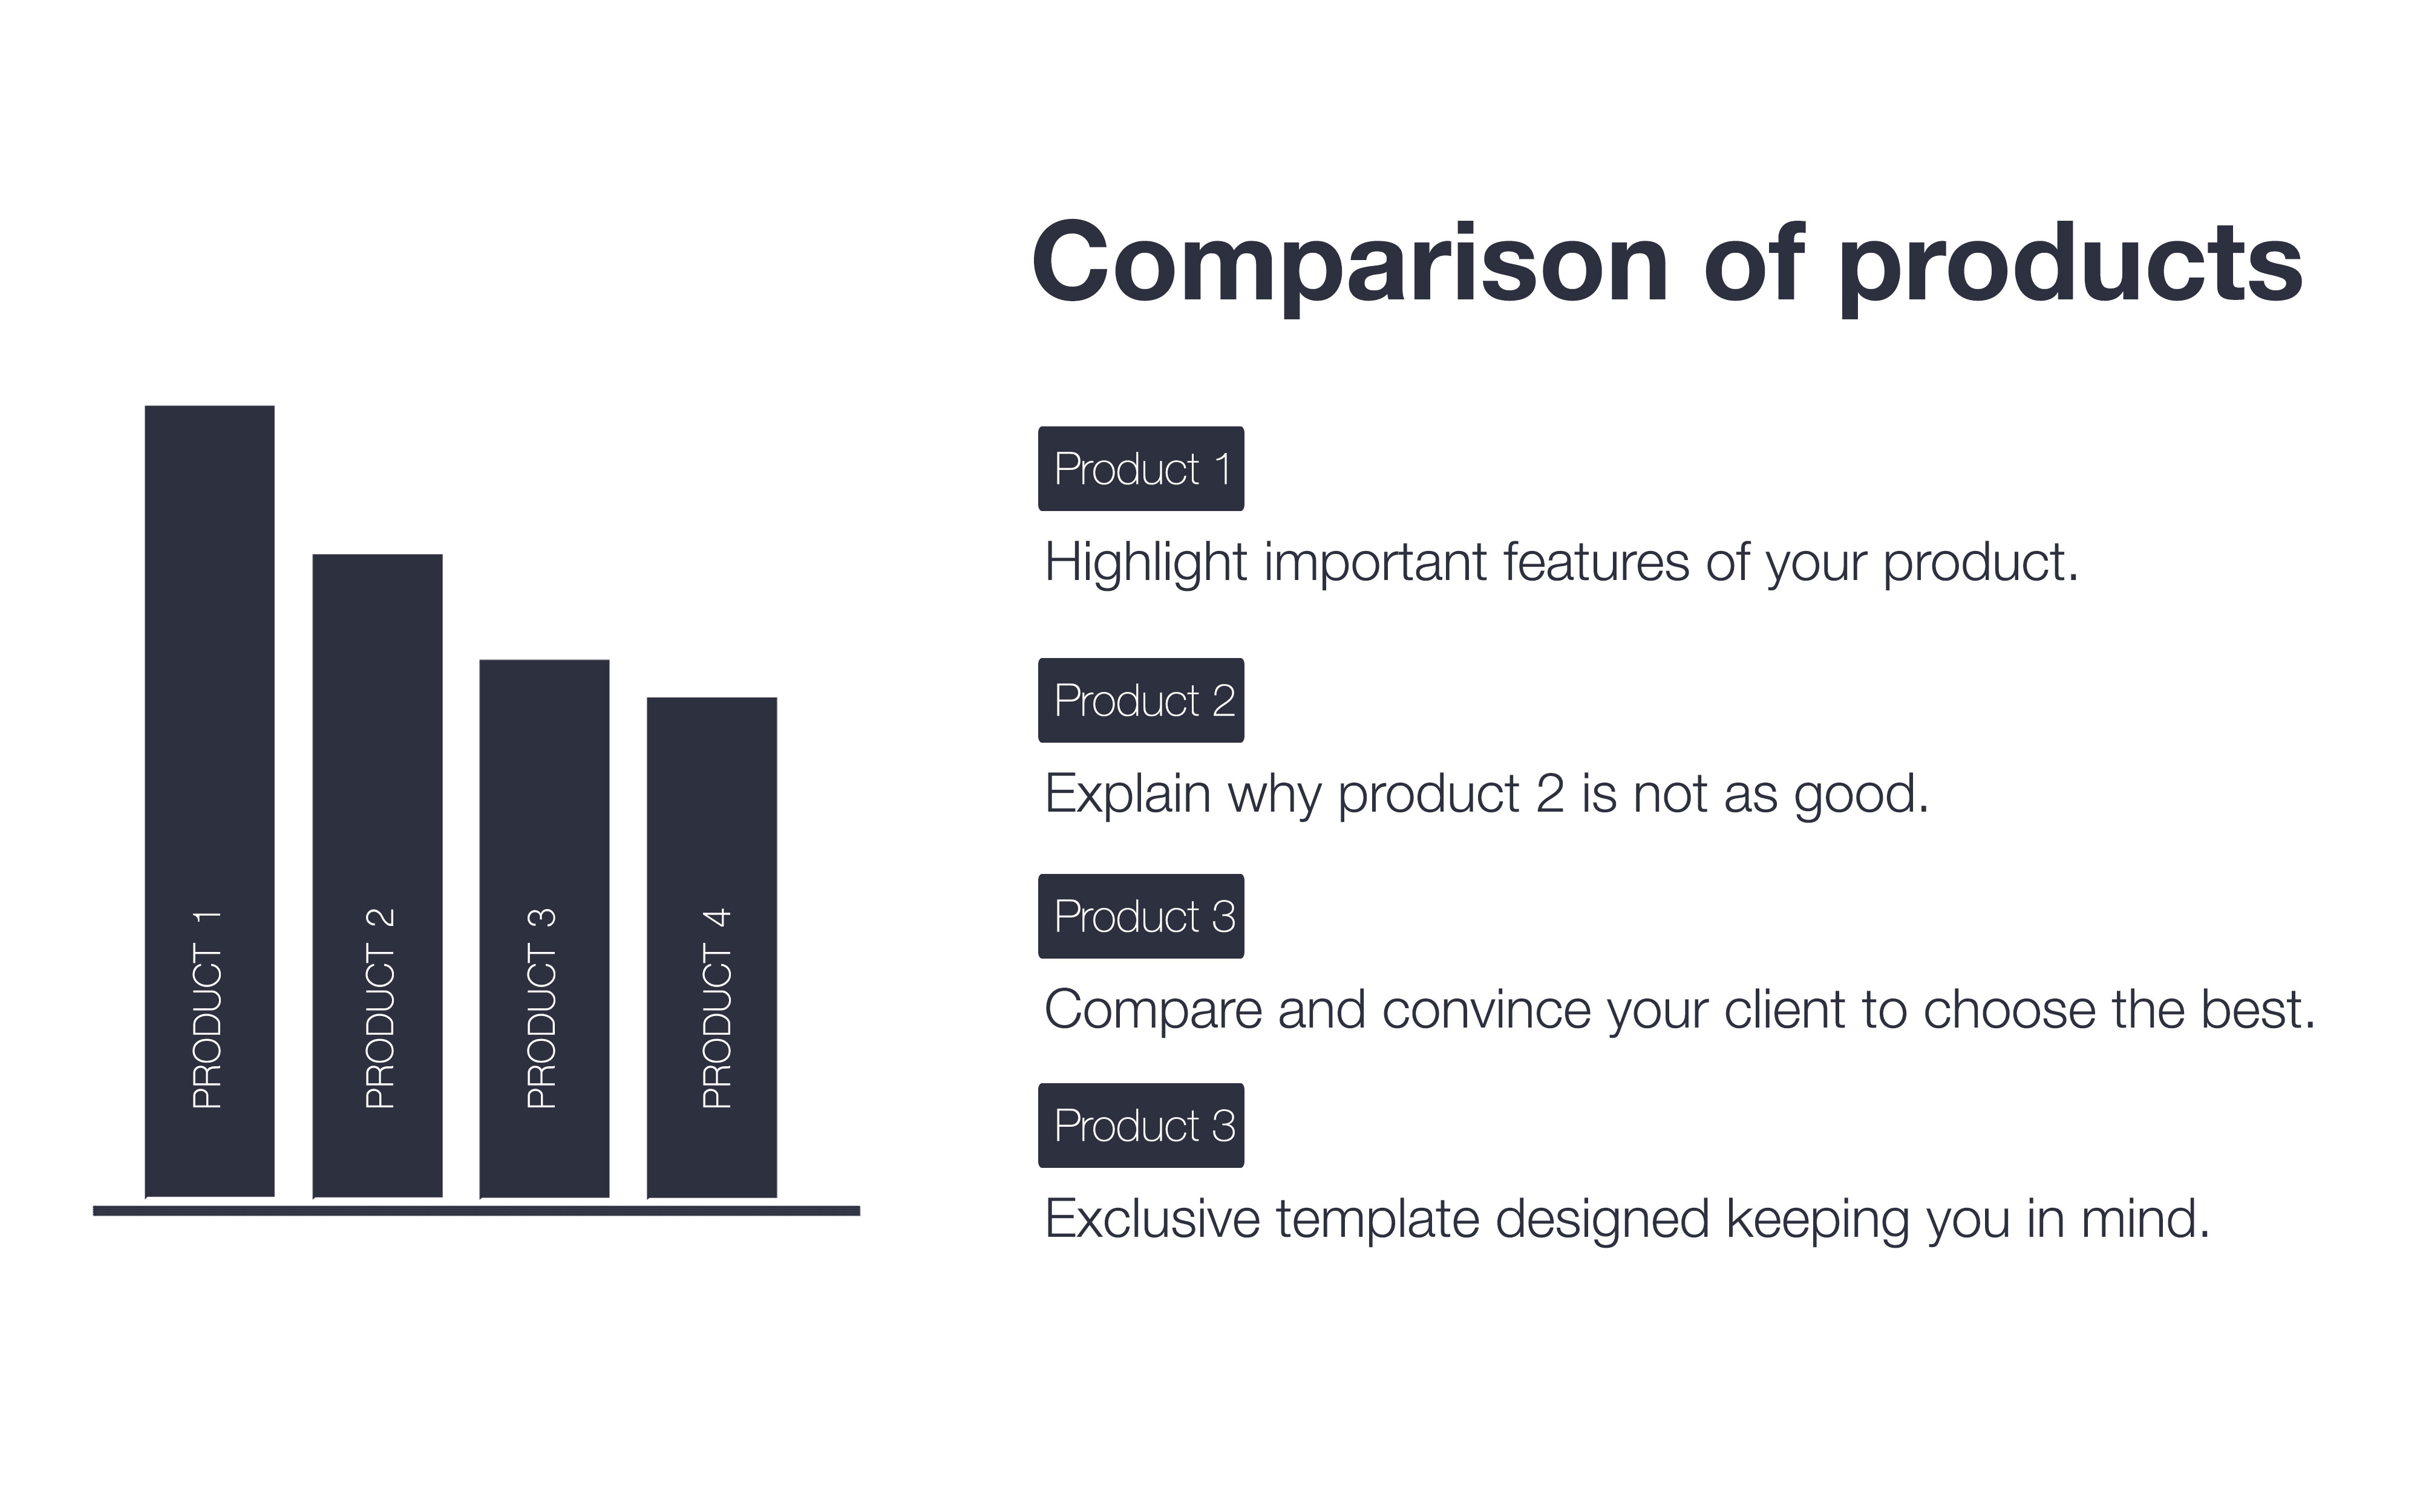 Comparison of products
Product 1
Highlight important features of your product.
Product 2
Explain why product 2 is not as good.
Product 3
Compare and convince your client to choose the best.
Product 3
Exclusive template designed keeping you in mind.
PRODUCT 1
PRODUCT 2
PRODUCT 3
PRODUCT 4